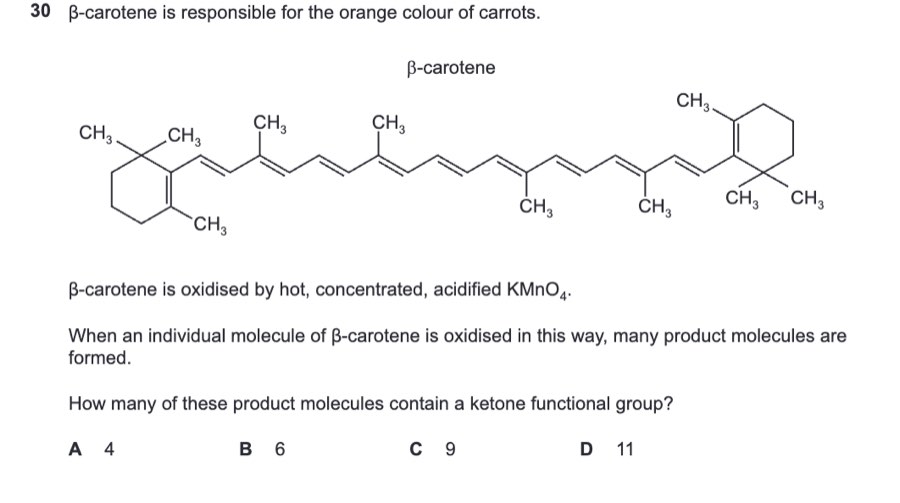 30 β-carotene is responsible for the orange colour of carrots.
β-carotene
CH3
CH3 CH3 CH3 CH3
CH3 CH3 CH3 CH3 CH3
β-carotene is oxidised by hot, concentrated, acidified KMnO4.
When an individual molecule of β-carotene is oxidised in this way, many product molecules are
formed.
How many of these product molecules contain a ketone functional group?
A 4 B 6 C 9 D 11